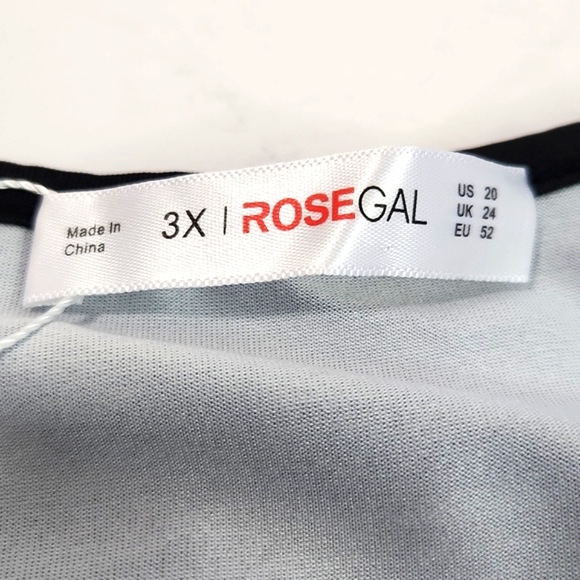 Made In
China
3X | ROSEGAL
US 20
UK 24
EU 52